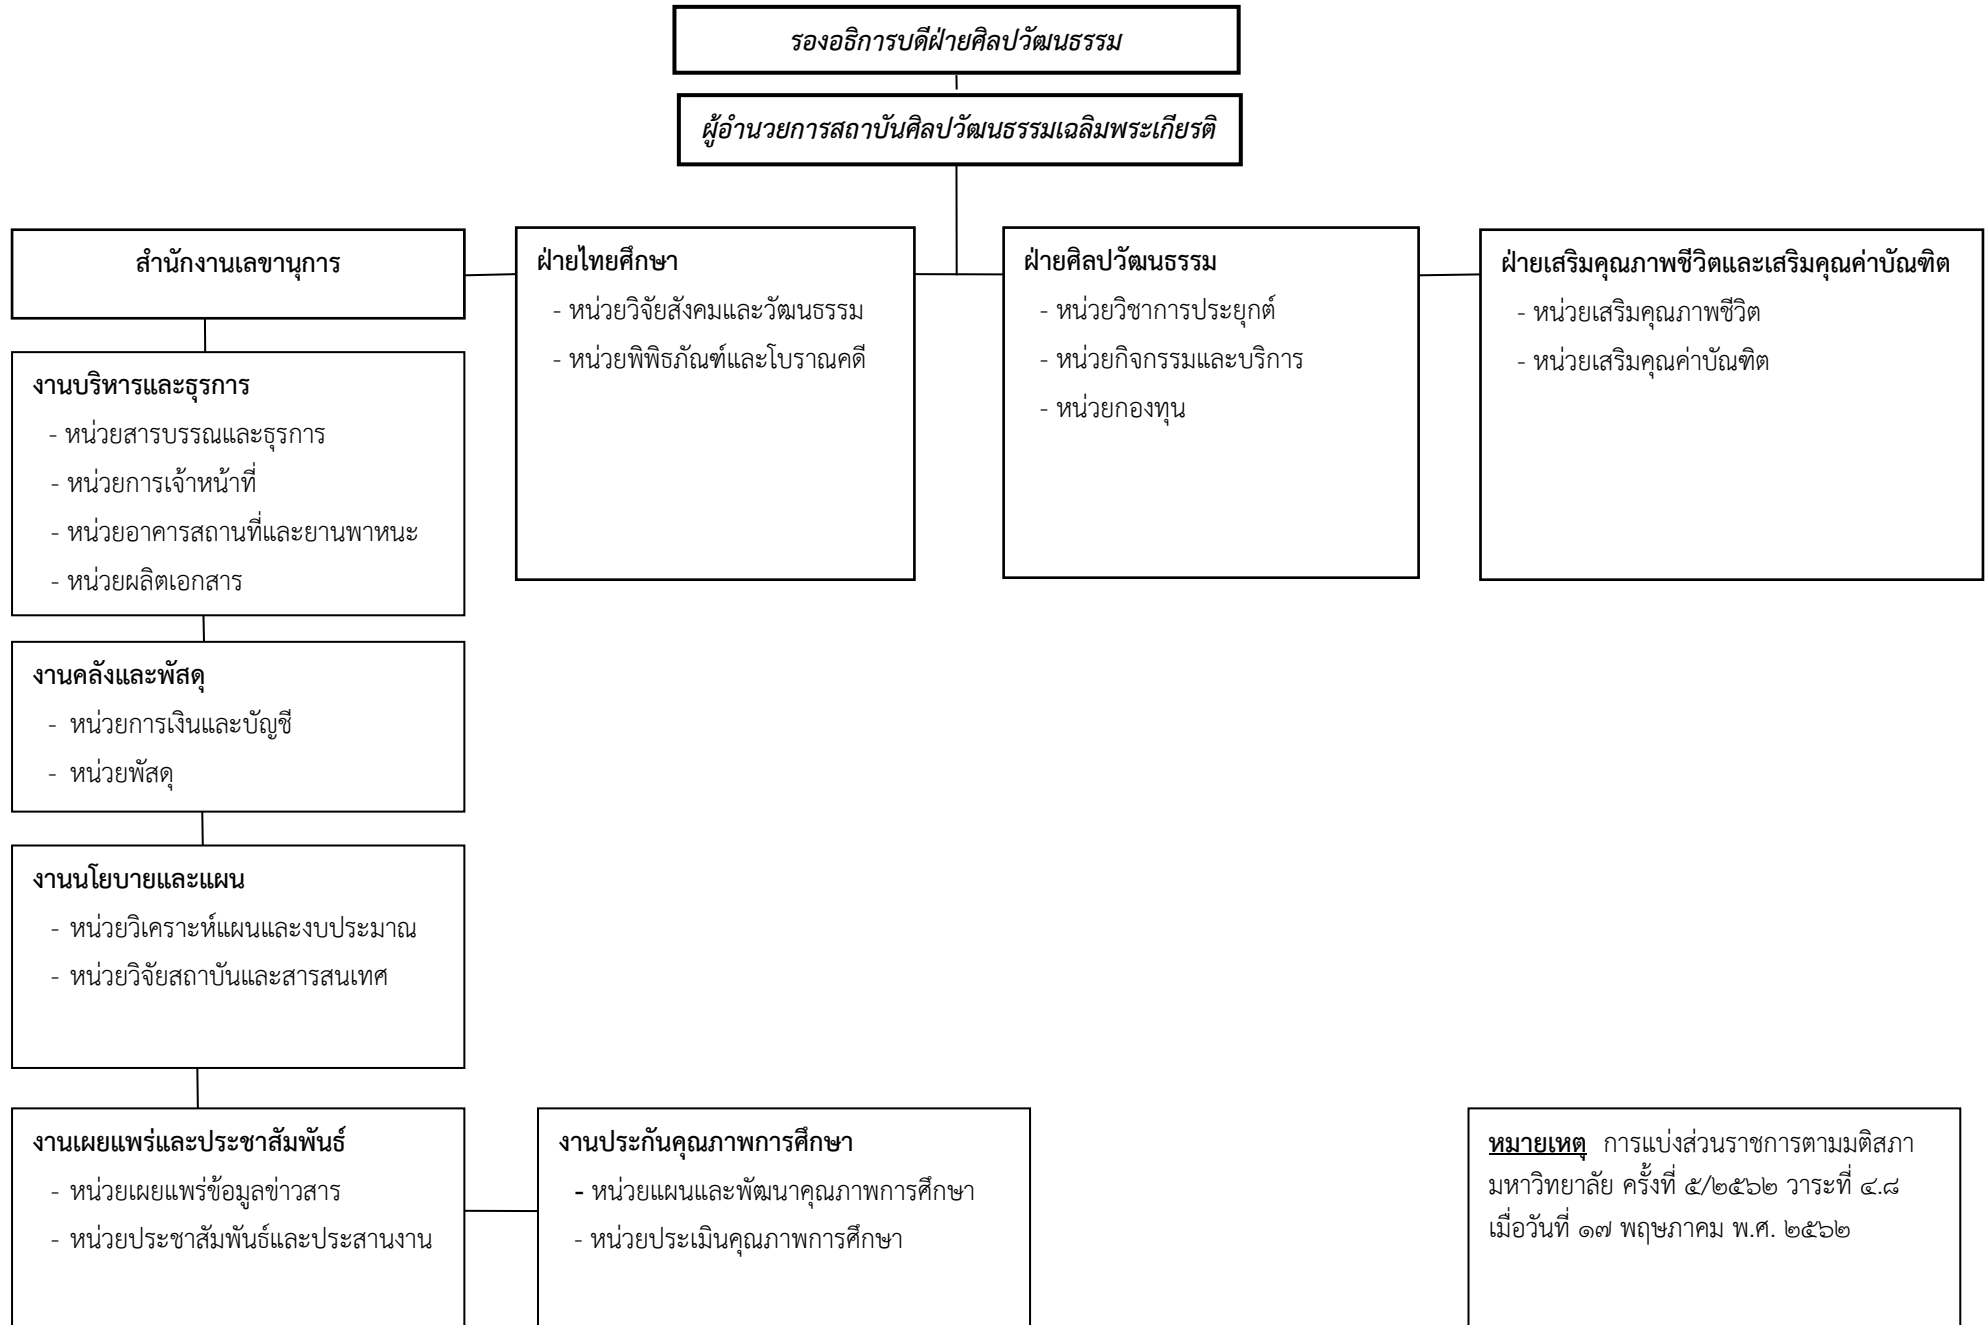 รองอธิการบดีฝ่ายศิลปวัฒนธรรม
ผู้อำนวยการสถาบันศิลปวัฒนธรรมเฉลิมพระเกียรติ
สำนักงานเลขานุการ
ฝ่ายไทยศึกษา
- หน่วยวิจัยสังคมและวัฒนธรรม
- หน่วยพิพิธภัณฑ์และโบราณคดี
ฝ่ายศิลปวัฒนธรรม
- หน่วยวิชาการประยุกต์
- หน่วยกิจกรรมและบริการ
- หน่วยกองทุน
ฝ่ายเสริมคุณภาพชีวิตและเสริมคุณค่าบัณฑิต
- หน่วยเสริมคุณภาพชีวิต
- หน่วยเสริมคุณค่าบัณฑิต
งานบริหารและธุรการ
- หน่วยสารบรรณและธุรการ
- หน่วยการเจ้าหน้าที่
- หน่วยอาคารสถานที่และยานพาหนะ
- หน่วยผลิตเอกสาร
งานคลังและพัสดุ
- หน่วยการเงินและบัญชี
- หน่วยพัสดุ
งานนโยบายและแผน
- หน่วยวิเคราะห์แผนและงบประมาณ
- หน่วยวิจัยสถาบันและสารสนเทศ
งานเผยแพร่และประชาสัมพันธ์
- หน่วยเผยแพร่ข้อมูลข่าวสาร
- หน่วยประชาสัมพันธ์และประสานงาน
งานประกันคุณภาพการศึกษา
- หน่วยแผนและพัฒนาคุณภาพการศึกษา
- หน่วยประเมินคุณภาพการศึกษา
หมายเหตุ การแบ่งส่วนราชการตามมติสภา
มหาวิทยาลัย ครั้งที่ ๕/๒๕๖๒ วาระที่ ๔.๘
เมื่อวันที่ ๑๗ พฤษภาคม พ.ศ. ๒๕๖๒